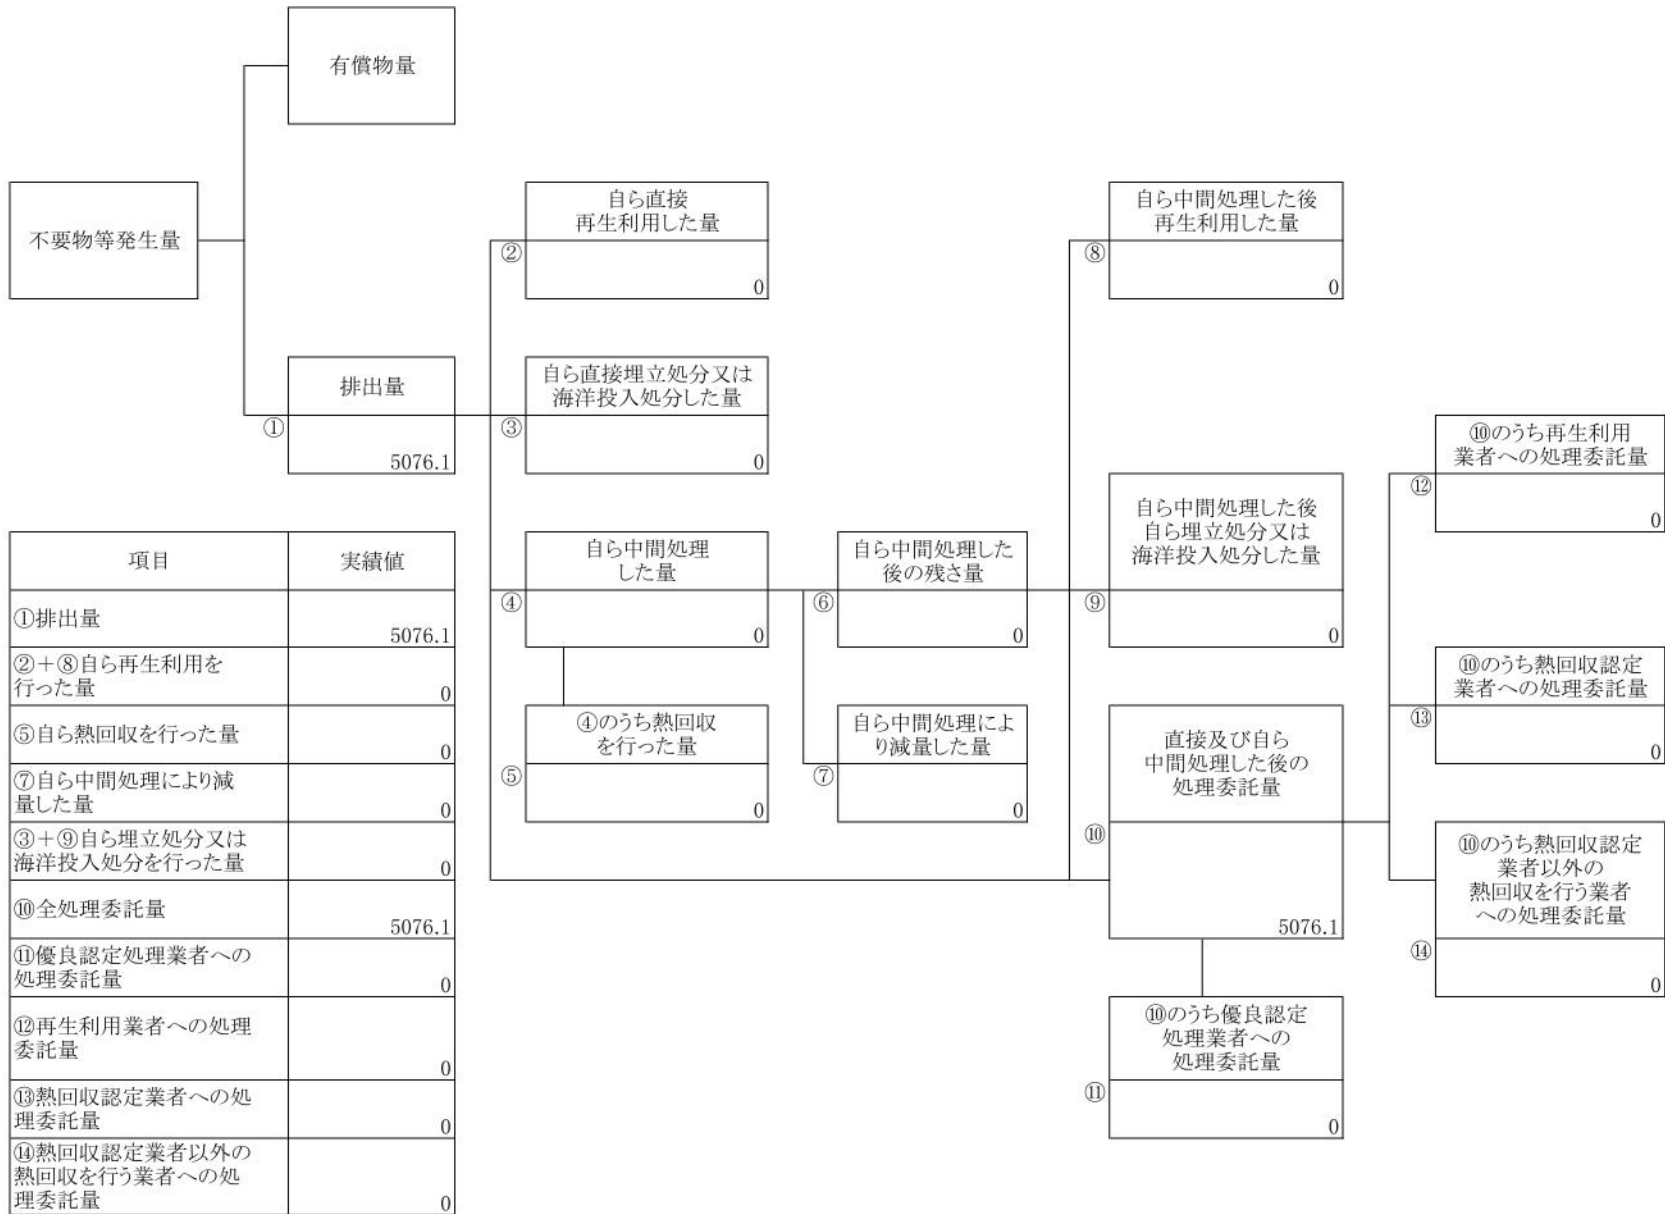 有償物量
不要物等発生量
自ら直接
再生利用した量
②
0
自ら中間処理した後
再生利用した量
⑧
0
排出量
①
5076.1
自ら直接埋立処分又は
海洋投入処分した量
③
0
⑩のうち再生利用
業者への処理委託量
⑫
0
自ら中間処理
した量
④
0
自ら中間処理した
後の残さ量
⑥
0
自ら中間処理した後
自ら埋立処分又は
海洋投入処分した量
⑨
0
⑩のうち熱回収認定
業者への処理委託量
⑬
0
④のうち熱回収
を行った量
⑤
0
自ら中間処理によ
り減量した量
⑦
0
直接及び自ら
中間処理した後の
処理委託量
⑩
5076.1
⑩のうち熱回収認定
業者以外の
熱回収を行う業者
への処理委託量
⑭
0
⑩のうち優良認定
処理業者への
処理委託量
⑪
0
項目 実績値
①排出量
5076.1
②+⑧自ら再生利用を
行った量
0
⑤自ら熱回収を行った量
0
⑦自ら中間処理により減
量した量
0
③+⑨自ら埋立処分又は
海洋投入処分を行った量
0
⑩全処理委託量
5076.1
⑪優良認定処理業者への
処理委託量
0
⑫再生利用業者への処理
委託量
0
⑬熱回収認定業者への処
理委託量
0
⑭熱回収認定業者以外の
熱回収を行う業者への処
理委託量
0